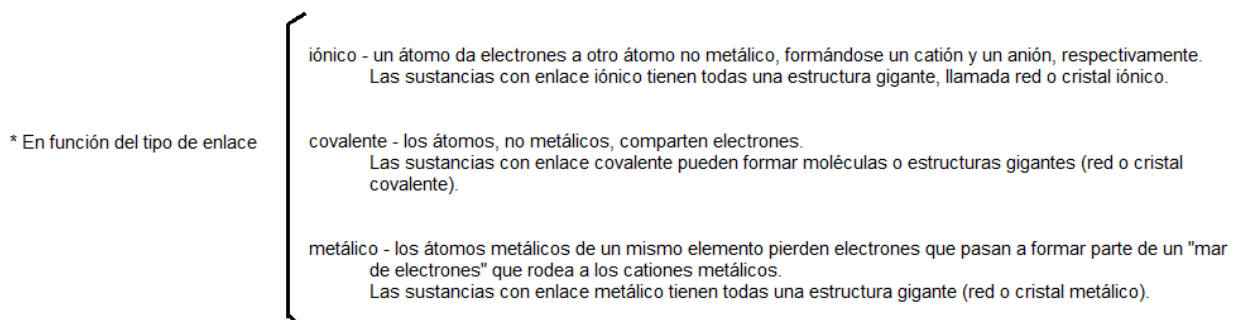 iónico - un átomo da electrones a otro átomo no metálico, formándose un catión y un anión, respectivamente.
Las sustancias con enlace iónico tienen todas una estructura gigante, llamada red o cristal iónico.
* En función del tipo de enlace
covalente - los átomos, no metálicos, comparten electrones.
Las sustancias con enlace covalente pueden formar moléculas o estructuras gigantes (red o cristal
covalente).
metálico - los átomos metálicos de un mismo elemento pierden electrones que pasan a formar parte de un "mar
de electrones" que rodea a los cationes metálicos.
Las sustancias con enlace metálico tienen todas una estructura gigante (red o cristal metálico).